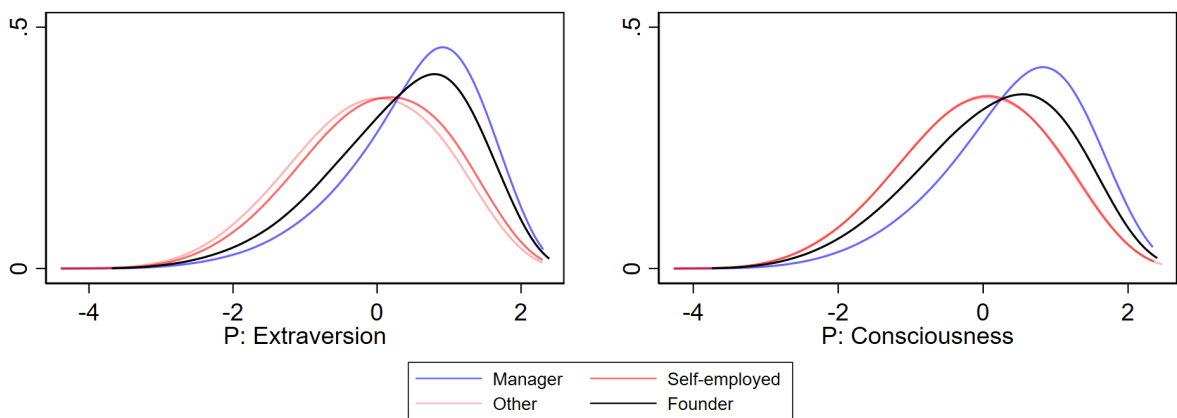 .5
0
-4 -2 0 2
P: Extraversion
.5
0
-4 -2 0 2
P: Consciousness
Manager Self-employed
Other Founder